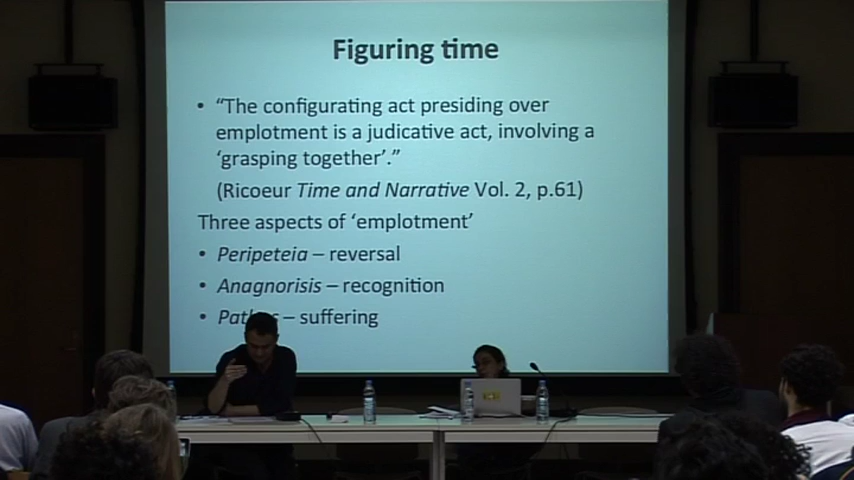 Figuring time
• “The configurating act presiding over
emplotment is a judicative act, involving a
‘grasping together’.”
(Ricoeur Time and Narrative Vol. 2, p.61)
Three aspects of ‘emplotment’
• Peripeteia – reversal
• Anagnorisis – recognition
• Pathos – suffering